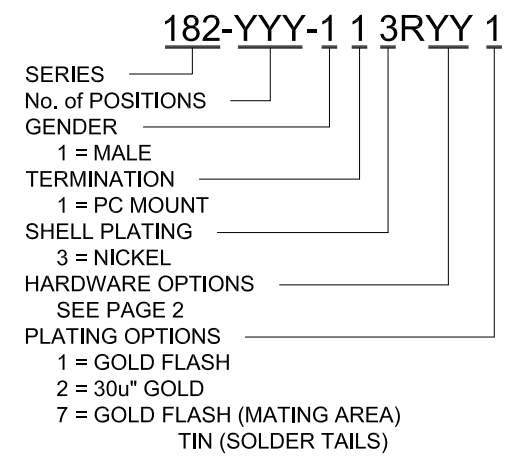 182-YYY-1 1 3RYY 1
SERIES
No. of POSITIONS
GENDER
1 = MALE
TERMINATION
1 = PC MOUNT
SHELL PLATING
3 = NICKEL
HARDWARE OPTIONS
SEE PAGE 2
PLATING OPTIONS
1 = GOLD FLASH
2 = 30u" GOLD
7 = GOLD FLASH (MATING AREA)
TIN (SOLDER TAILS)